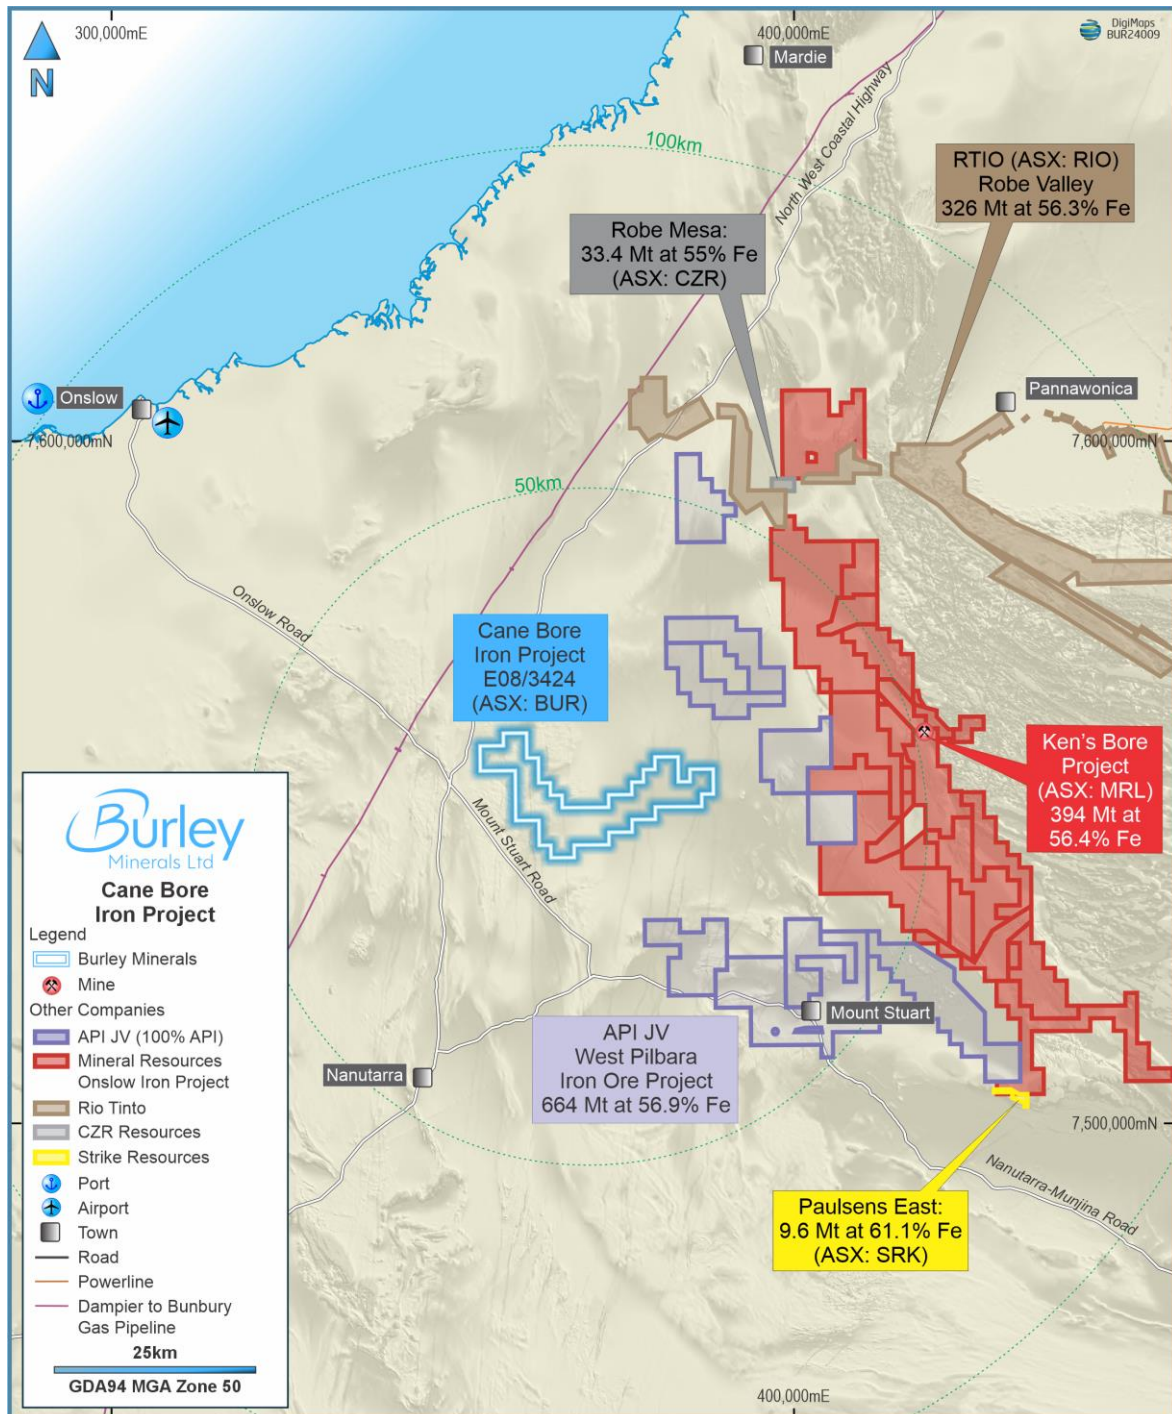 300,000mE
400,000mE
DigiMaps
BUR24009
N
Mardie
North West Coastal Highway
100km
RTIO (ASX: RIO)
Robe Valley
326 Mt at 56.3% Fe
Robe Mesa:
33.4 Mt at 55% Fe
(ASX: CZR)
Onslow
Pannawonica
7,600,000mN
7,600,000mN
50km
Onslow Road
Cane Bore
Iron Project
E08/3424
(ASX: BUR)
Ken's Bore
Project
(ASX: MRL)
394 Mt at
56.4% Fe
Mount Stuart Road
Mount Stuart
API JV
West Pilbara
Iron Ore Project
664 Mt at 56.9% Fe
Nanutarra
7,500,000mN
Nanutarra-Munjina Road
Paulsens East:
9.6 Mt at 61.1% Fe
(ASX: SRK)
400,000mE
Burley
Minerals Ltd
Cane Bore
Iron Project
Legend
Burley Minerals
Mine
Other Companies
API JV (100% API)
Mineral Resources
Onslow Iron Project
Rio Tinto
CZR Resources
Strike Resources
Port
Airport
Town
Road
Powerline
Dampier to Bunbury
Gas Pipeline
25km
GDA94 MGA Zone 50